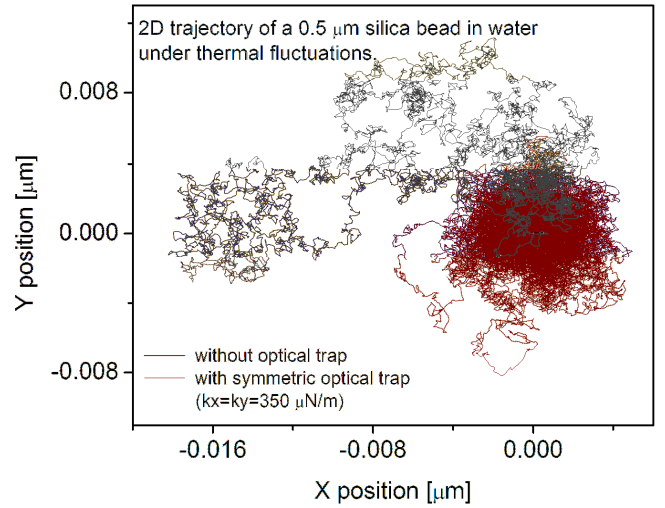 2D trajectory of a 0.5 μm silica bead in water
under thermal fluctuations.
0.008
0.000
-0.008
Y position [μm]
without optical trap
with symmetric optical trap
(kx=ky=350 μN/m)
-0.016
-0.008
0.000
X position [μm]